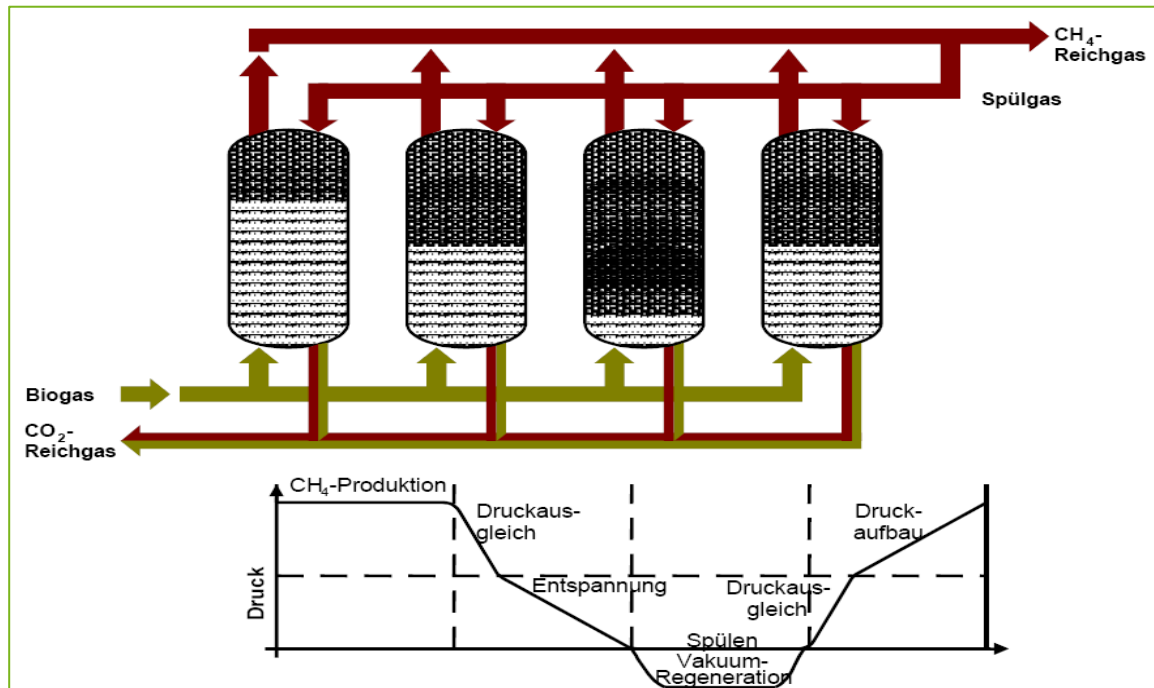 CH₄-
Reichgas
Spülgas
Biogas
CO₂-
Reichgas
CH₄-Produktion
Druckaus-
gleich
Druck-
aufbau
Entspannung
Druckaus-
gleich
Druck
Spülen
Vakuum-
Regeneration